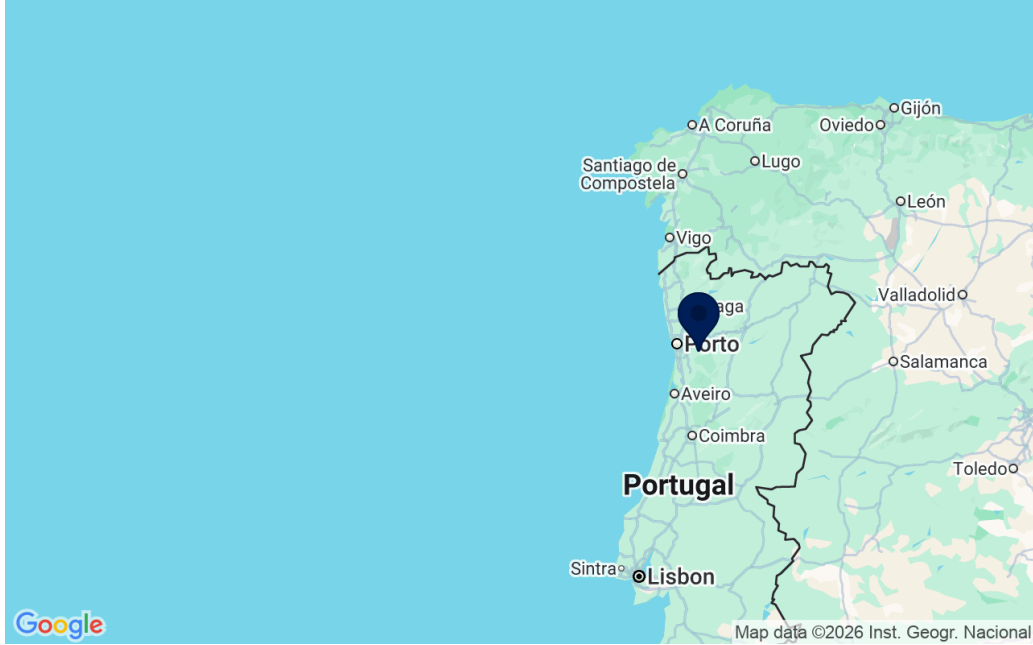 Gijón
A Coruña
Oviedo
Lugo
Santiago de
Compostela
León
Vigo
Valladolid
aga
Porto
Salamanca
Aveiro
Coimbra
Toledo
Portugal
Sintra
Lisbon
Google
Map data ©2026 Inst. Geogr. Nacional